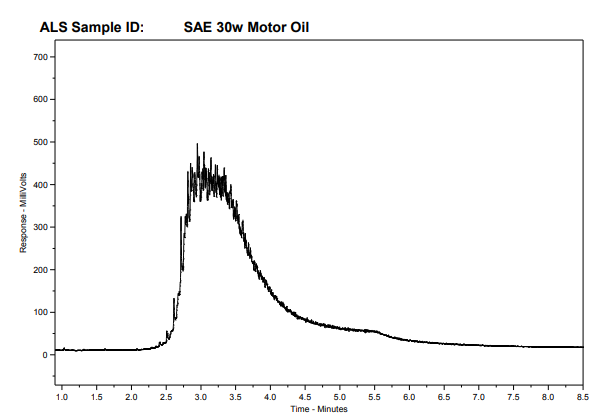 ALS Sample ID: SAE 30w Motor Oil
700
600
500
400
300
200
100
0
Response - MilliVolts
1.0 1.5 2.0 2.5 3.0 3.5 4.0 4.5 5.0 5.5 6.0 6.5 7.0 7.5 8.0 8.5
Time - Minutes